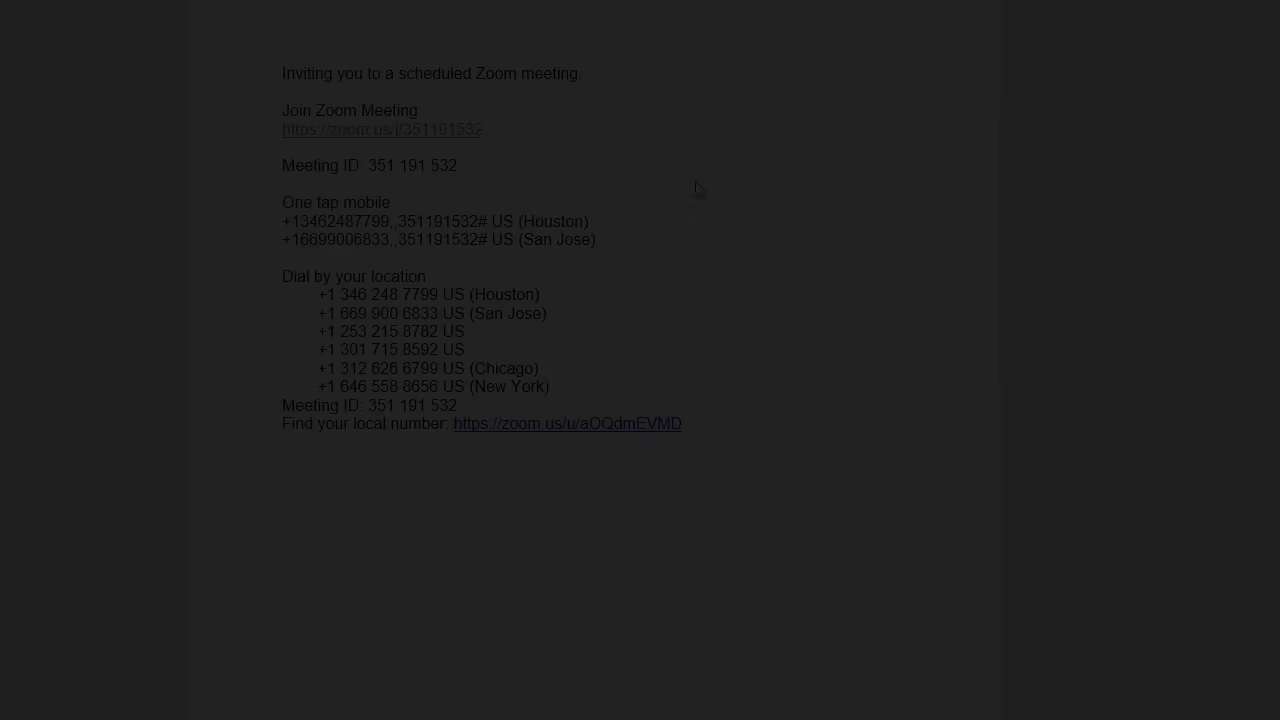 Inviting you to a scheduled Zoom meeting.
Join Zoom Meeting
https://zoom.us/j/351191532
Meeting ID: 351 191 532
One tap mobile
+13462487799,,351191532# US (Houston)
+16699006833,,351191532# US (San Jose)
Dial by your location
+1 346 248 7799 US (Houston)
+1 669 900 6833 US (San Jose)
+1 253 215 8782 US
+1 301 715 8592 US
+1 312 626 6799 US (Chicago)
+1 646 558 8656 US (New York)
Meeting ID: 351 191 532
Find your local number: https://zoom.us/u/aOQdmEVMD